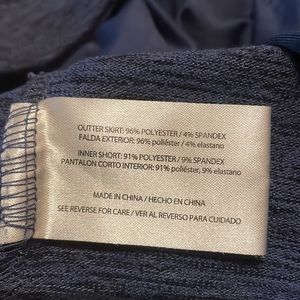 OUTTER SKIRT: 96% POLYESTER / 4% SPANDEX
FALDA EXTERIOR: 96% poliéster / 4% elastano
INNER SHORT: 91% POLYESTER / 9% SPANDEX
PANTALON CORTO INTERIOR: 91% poliéster, 9% elastano
MADE IN CHINA / HECHO EN CHINA
SEE REVERSE FOR CARE / VER AL REVERSO PARA CUIDADO